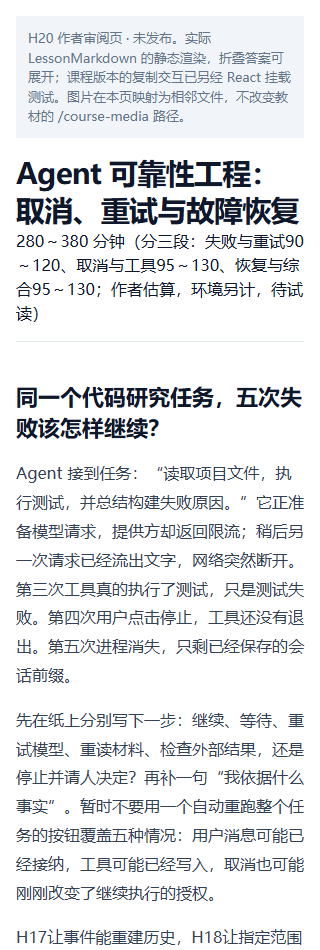 H20 作者审阅页 · 未发布。实际
LessonMarkdown 的静态渲染，折叠答案可
展开；课程版本的复制交互已另经 React 挂载
测试。图片在本页映射为相邻文件，不改变教
材的 /course-media 路径。
Agent 可靠性工程：
取消、重试与故障恢复
280～380 分钟（分三段：失败与重试90
～120、取消与工具95～130、恢复与综
合95～130；作者估算，环境另计，待试
读）
同一个代码研究任务，五次失
败该怎样继续？
Agent 接到任务：“读取项目文件，执
行测试，并总结构建失败原因。”它正准
备模型请求，提供方却返回限流；稍后另
一次请求已经流出文字，网络突然断开。
第三次工具真的执行了测试，只是测试失
败。第四次用户点击停止，工具还没有退
出。第五次进程消失，只剩已经保存的会
话前缀。
先在纸上分别写下一步：继续、等待、重
试模型、重读材料、检查外部结果，还是
停止并请人决定？再补一句“我依据什么
事实”。暂时不要用一个自动重跑整个任
务的按钮覆盖五种情况：用户消息可能已
经接纳，工具可能已经写入，取消也可能
刚刚改变了继续执行的授权。
H17让事件能重建历史，H18让指定范围